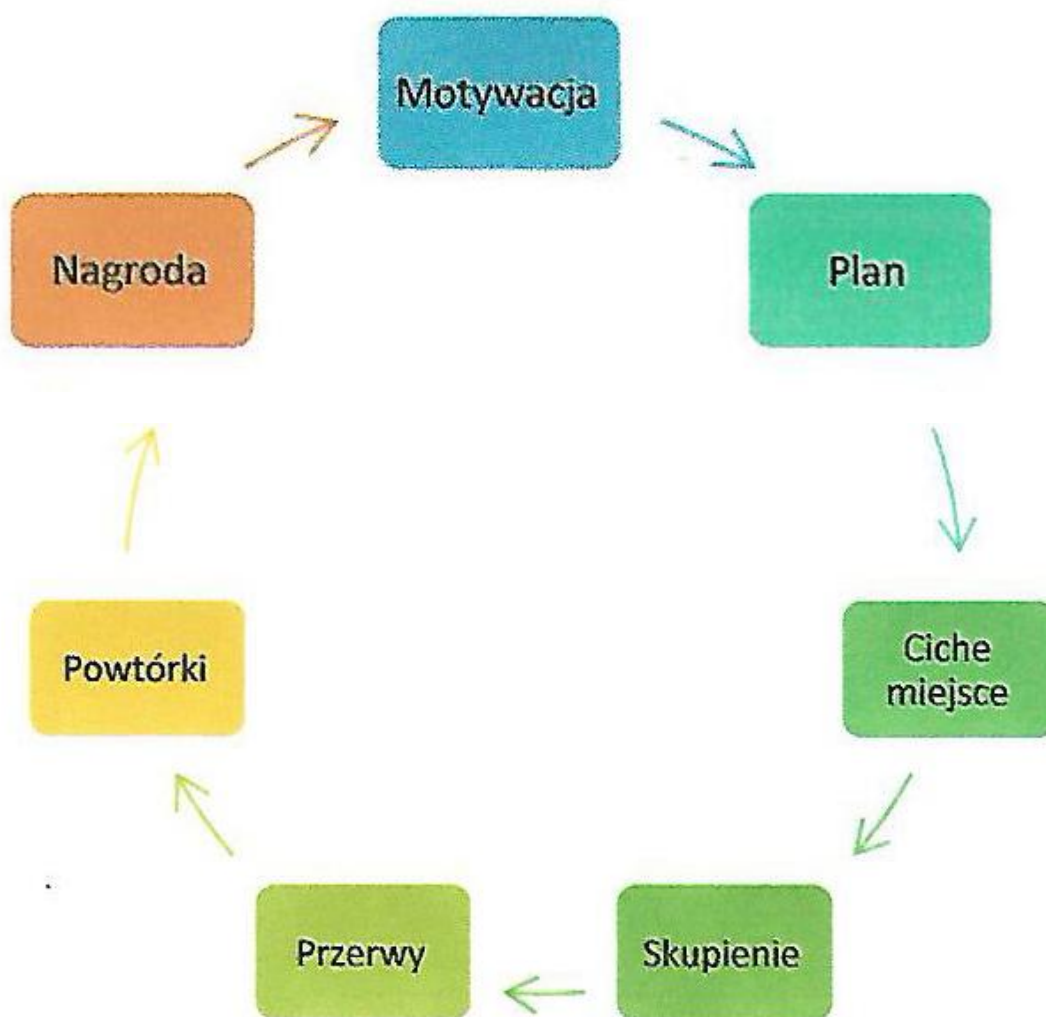 Motywacja
Plan
Ciche
miejsce
Skupienie
Przerwy
Powtórki
Nagroda